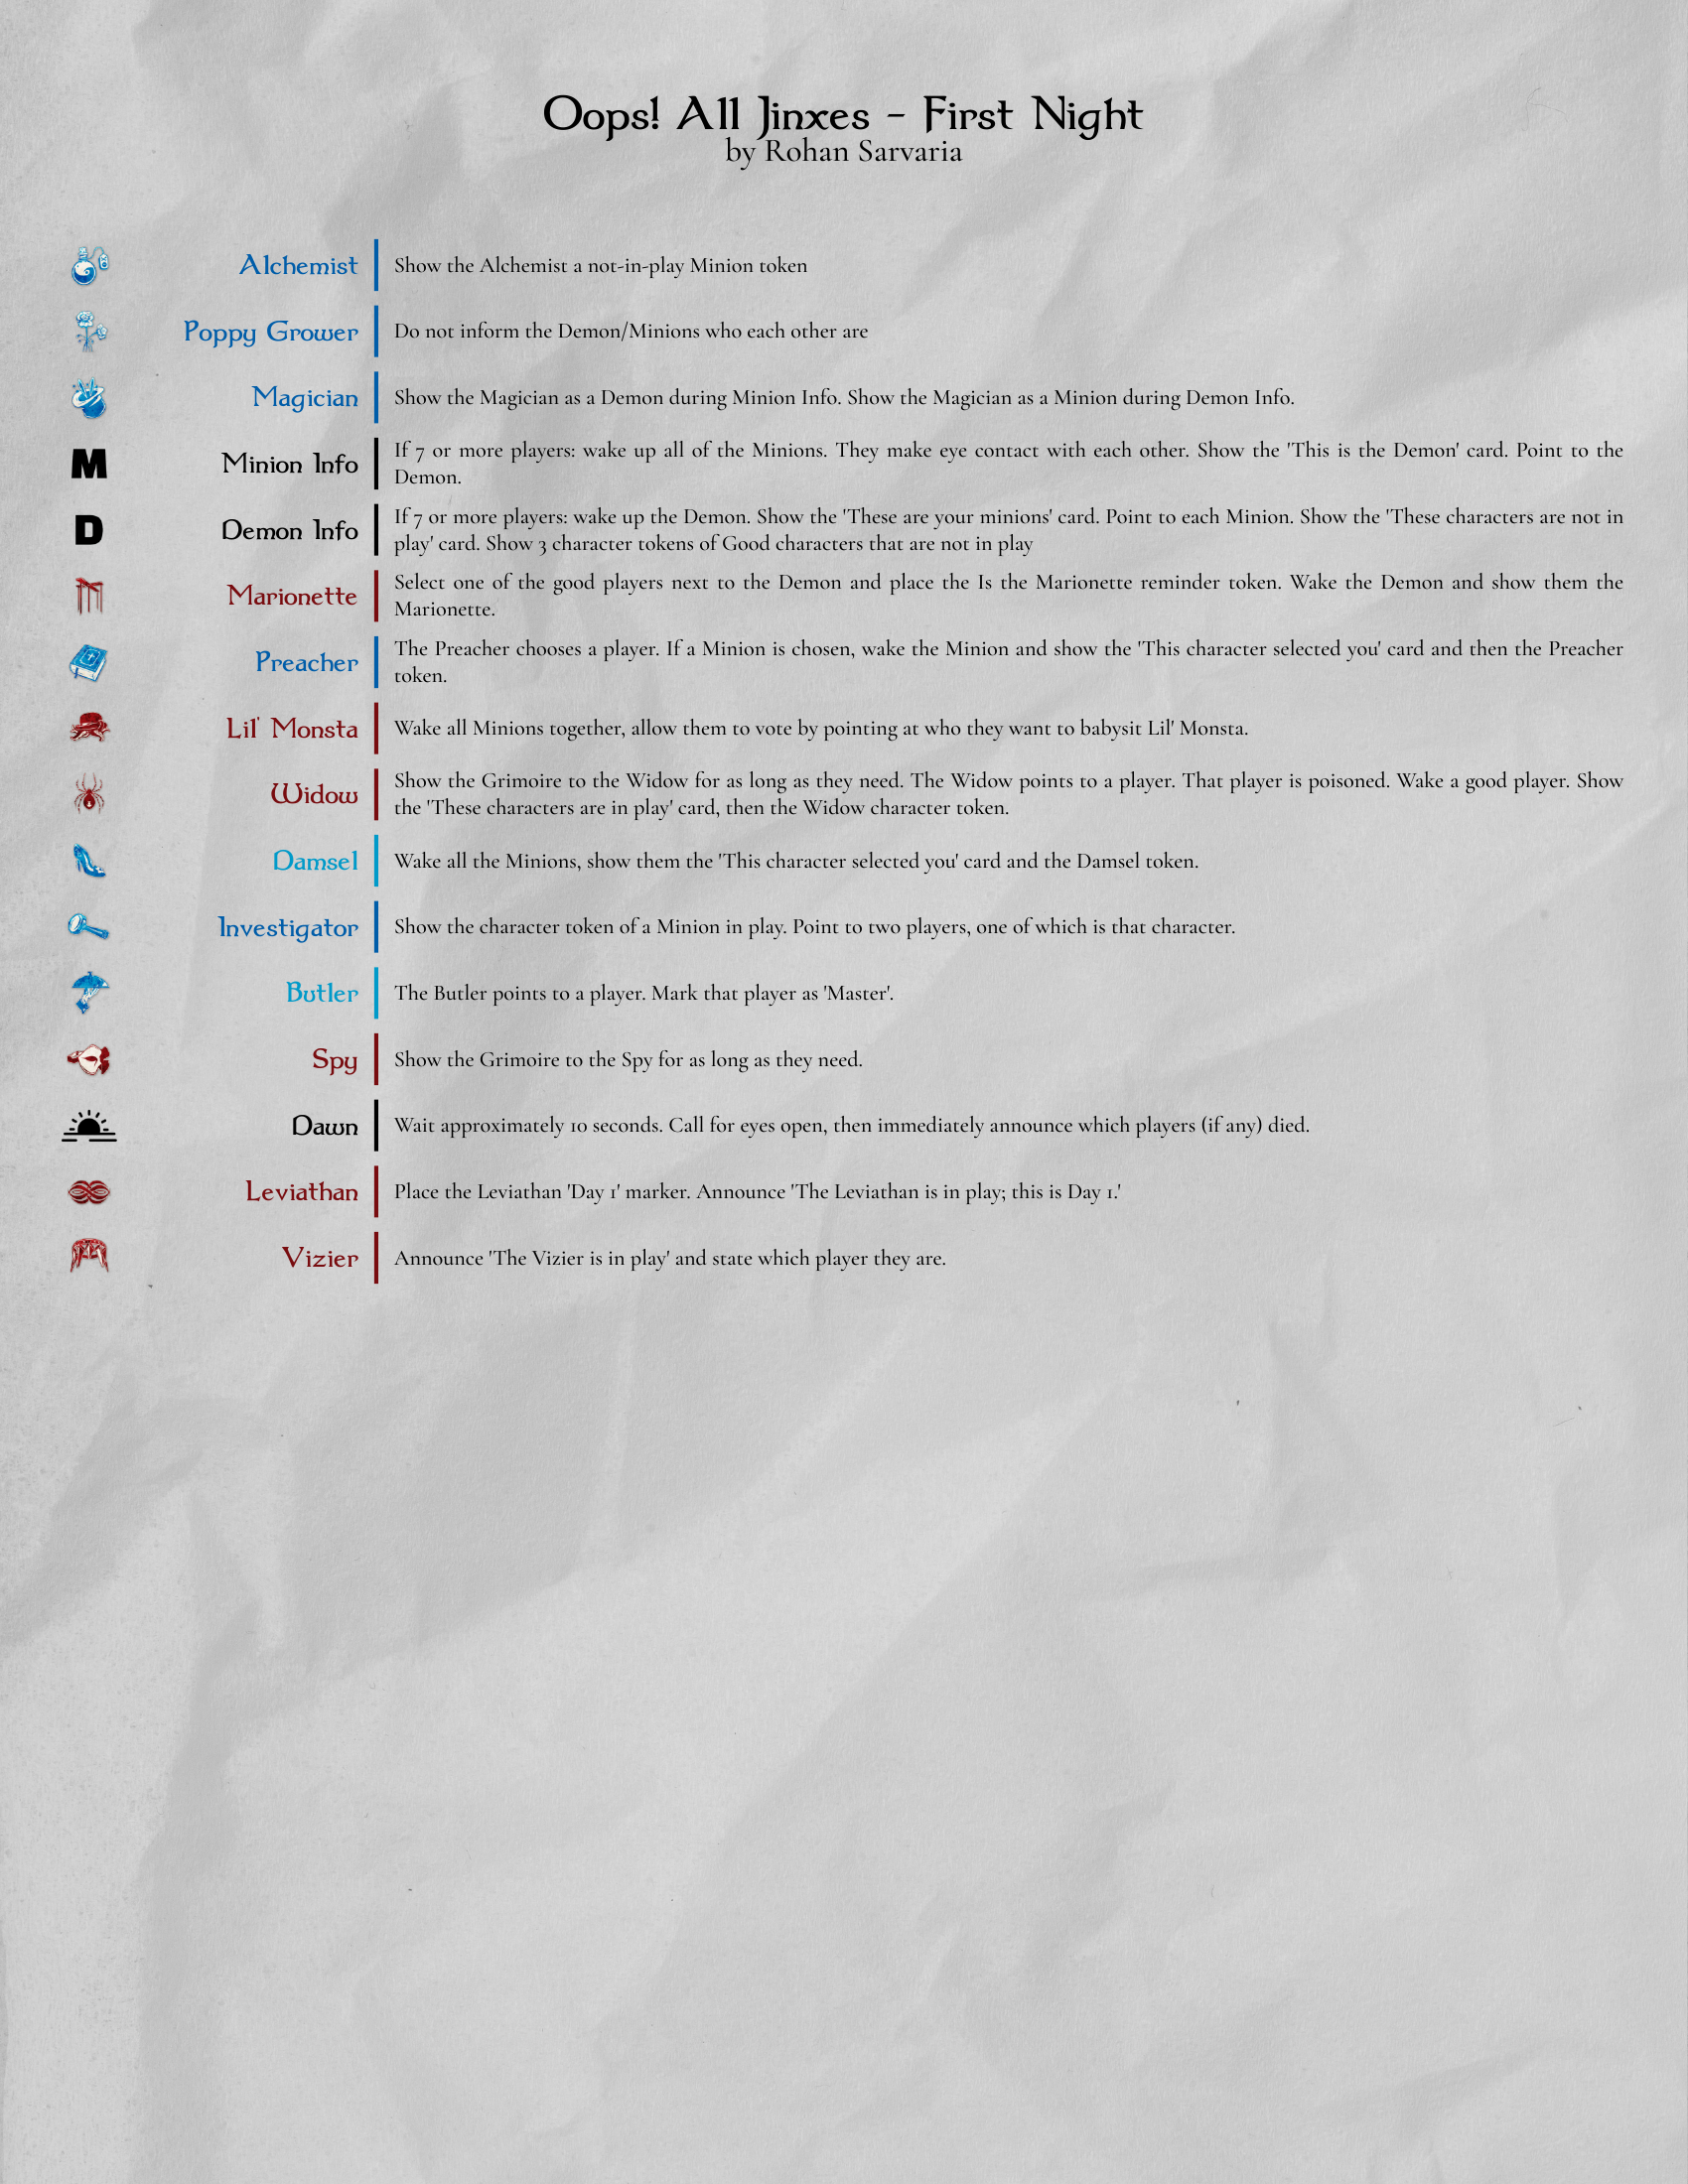 Oops! All Jinxes - First Night
by Rohan Sarvaria
Alchemist
Show the Alchemist a not-in-play Minion token
Poppy Grower
Do not inform the Demon/Minions who each other are
Magician
Show the Magician as a Demon during Minion Info. Show the Magician as a Minion during Demon Info.
M
Minion Info
If 7 or more players: wake up all of the Minions. They make eye contact with each other. Show the 'This is the Demon' card. Point to the
Demon.
D
Demon Info
If 7 or more players: wake up the Demon. Show the 'These are your minions' card. Point to each Minion. Show the 'These characters are not in
play' card. Show 3 character tokens of Good characters that are not in play
Marionette
Select one of the good players next to the Demon and place the Is the Marionette reminder token. Wake the Demon and show them the
Marionette.
Preacher
The Preacher chooses a player. If a Minion is chosen, wake the Minion and show the 'This character selected you' card and then the Preacher
token.
Lil' Monsta
Wake all Minions together, allow them to vote by pointing at who they want to babysit Lil' Monsta.
Widow
Show the Grimoire to the Widow for as long as they need. The Widow points to a player. That player is poisoned. Wake a good player. Show
the 'These characters are in play' card, then the Widow character token.
Damsel
Wake all the Minions, show them the 'This character selected you' card and the Damsel token.
Investigator
Show the character token of a Minion in play. Point to two players, one of which is that character.
Butler
The Butler points to a player. Mark that player as 'Master'.
Spy
Show the Grimoire to the Spy for as long as they need.
Dawn
Wait approximately 10 seconds. Call for eyes open, then immediately announce which players (if any) died.
Leviathan
Place the Leviathan 'Day 1' marker. Announce 'The Leviathan is in play; this is Day 1.'
Vizier
Announce 'The Vizier is in play' and state which player they are.